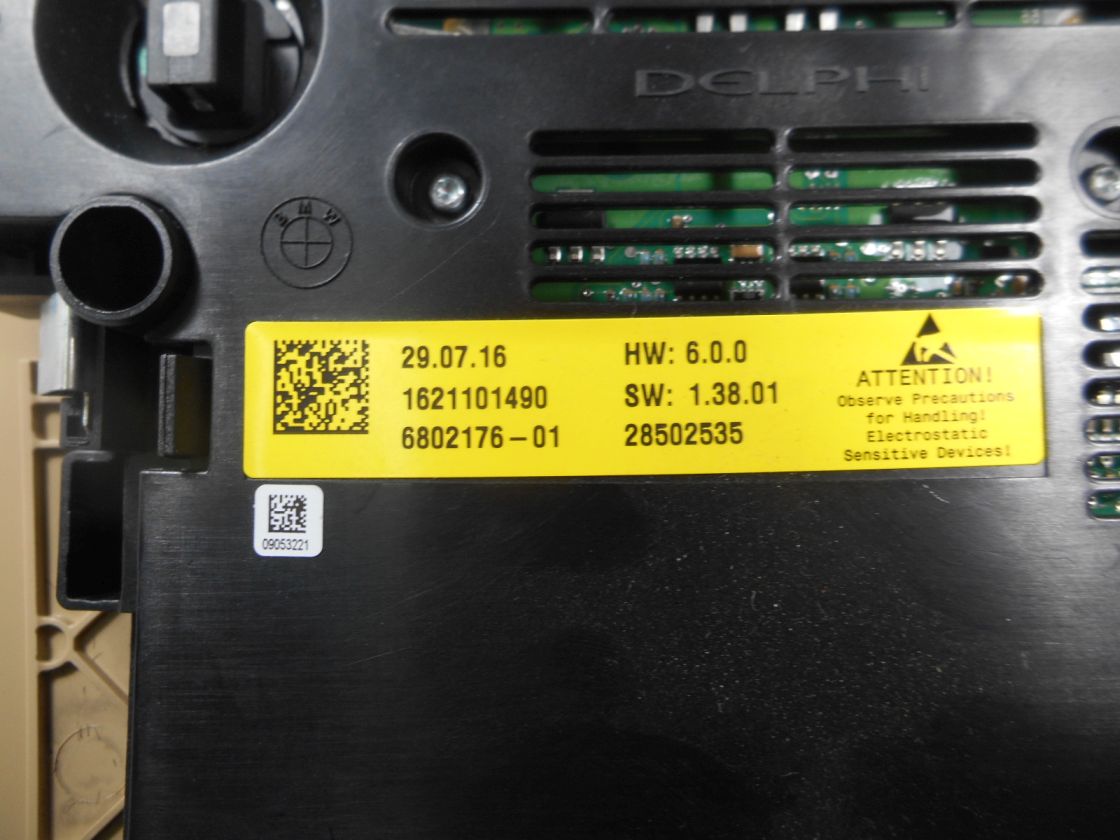 DELPHI
BMW
29.07.16
1621101490
6802176-01
HW: 6.0.0
SW: 1.38.01
28502535
ATTENTION!
Observe Precautions
for Handling!
Electrostatic
Sensitive Devices!
09053221